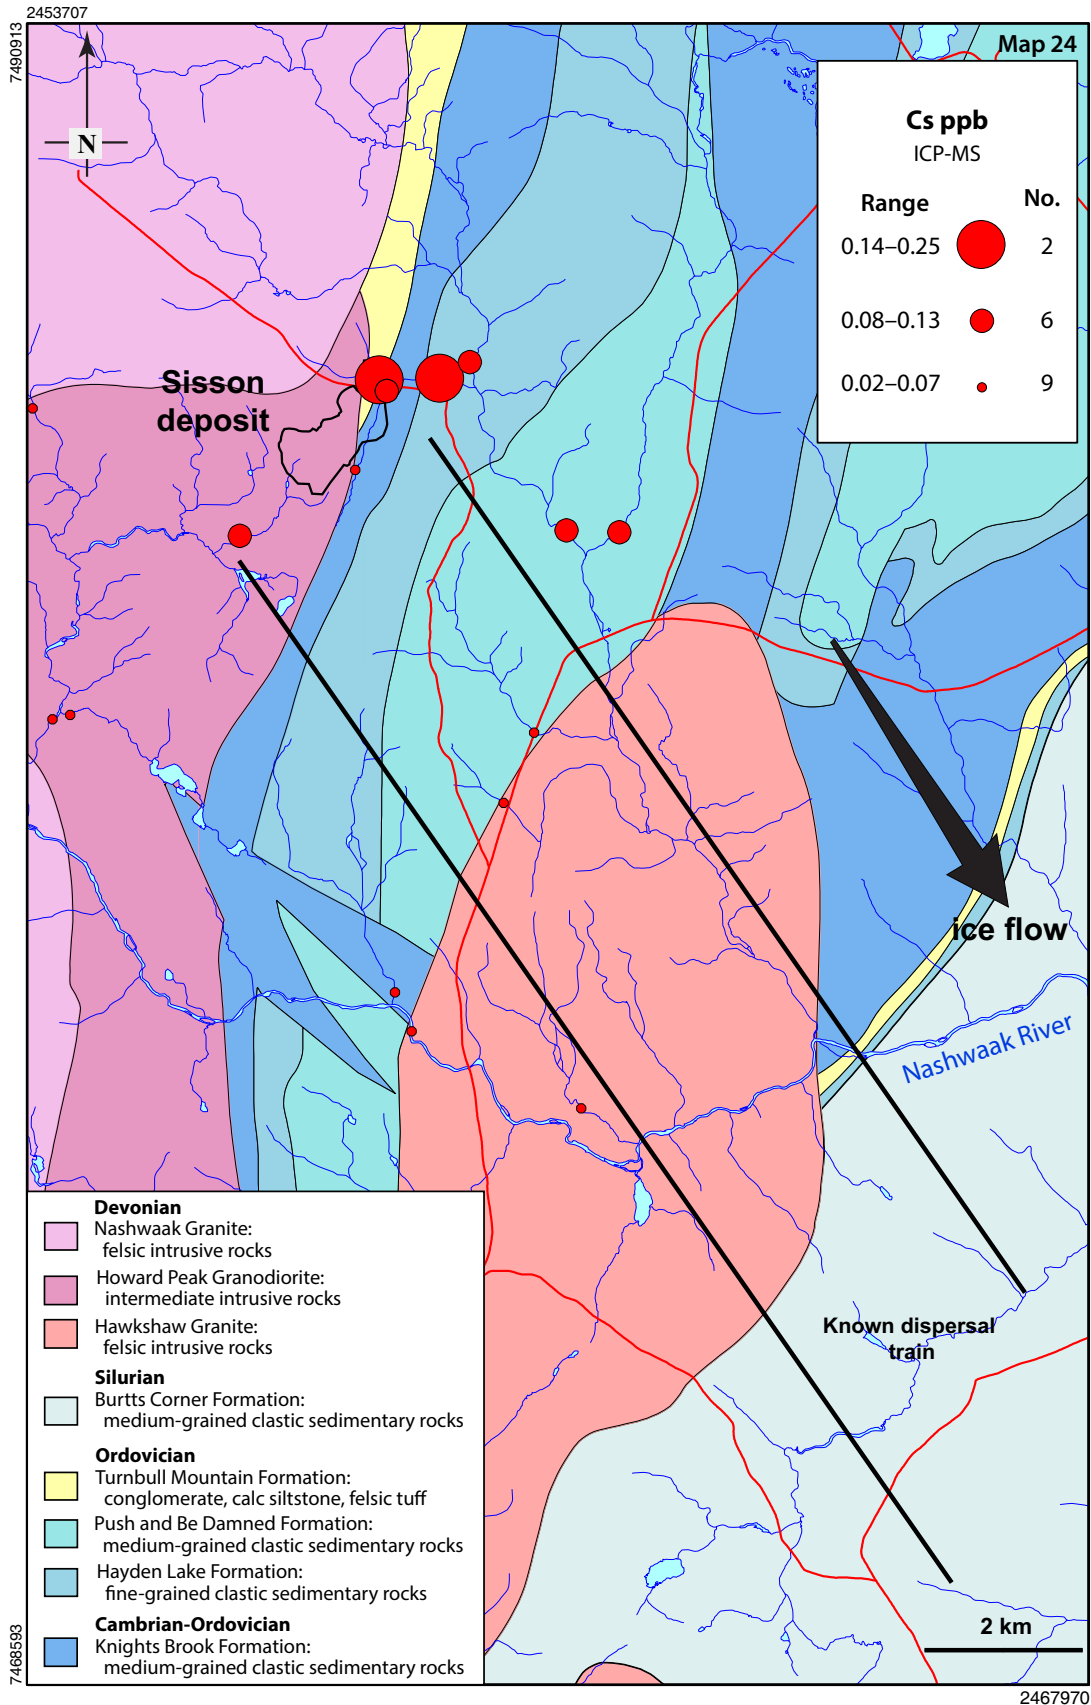 2453707
7490913
Map 24
N
Cs ppb
ICP-MS
Range No.
0.14–0.25 2
0.08–0.13 6
0.02–0.07 9
Sisson
deposit
ice flow
Nashwaak River
Known dispersal
train
Devonian
Nashwaak Granite:
felsic intrusive rocks
Howard Peak Granodiorite:
intermediate intrusive rocks
Hawkshaw Granite:
felsic intrusive rocks
Silurian
Burtts Corner Formation:
medium-grained clastic sedimentary rocks
Ordovician
Turnbull Mountain Formation:
conglomerate, calc siltstone, felsic tuff
Push and Be Damned Formation:
medium-grained clastic sedimentary rocks
Hayden Lake Formation:
fine-grained clastic sedimentary rocks
Cambrian-Ordovician
Knights Brook Formation:
medium-grained clastic sedimentary rocks
2 km
7468593
2467970